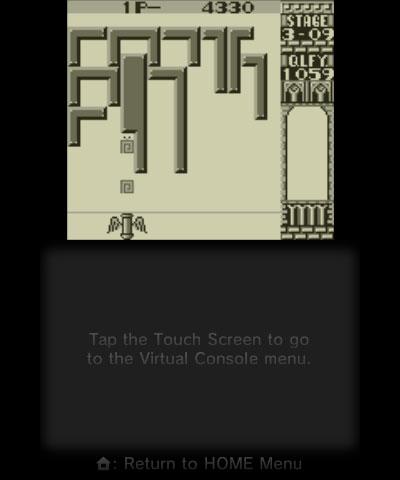 1P- 4330
STAGE
3-09
QLFY
1059
Tap the Touch Screen to go
to the Virtual Console menu.
: Return to HOME Menu